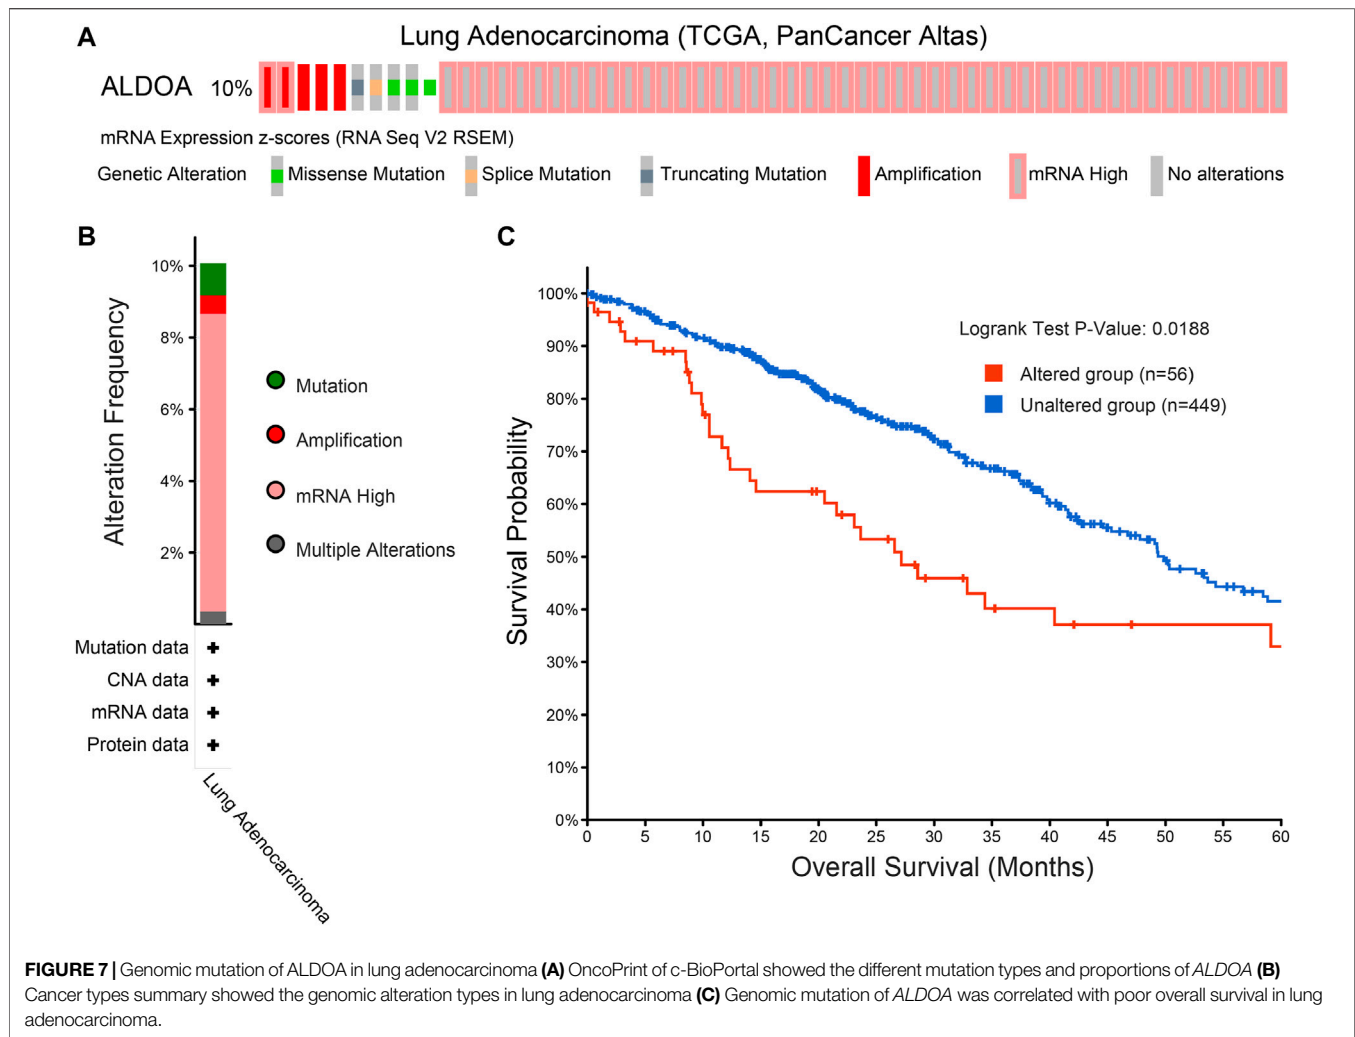 A
Lung Adenocarcinoma (TCGA, PanCancer Altas)
ALDOA 10%
mRNA Expression z-scores (RNA Seq V2 RSEM)
Genetic Alteration Missense Mutation Splice Mutation Truncating Mutation Amplification mRNA High No alterations
B
Alteration Frequency
10%
8%
6%
4%
2%
Mutation
Amplification
mRNA High
Multiple Alterations
Mutation data
CNA data
mRNA data
Protein data
Lung Adenocarcinoma
C
Survival Probability
100%
90%
80%
70%
60%
50%
40%
30%
20%
10%
0%
Logrank Test P-Value: 0.0188
Altered group (n=56)
Unaltered group (n=449)
0 5 10 15 20 25 30 35 40 45 50 55 60
Overall Survival (Months)
FIGURE 7 | Genomic mutation of ALDOA in lung adenocarcinoma (A) OncoPrint of c-BioPortal showed the different mutation types and proportions of ALDOA (B)
Cancer types summary showed the genomic alteration types in lung adenocarcinoma (C) Genomic mutation of ALDOA was correlated with poor overall survival in lung
adenocarcinoma.